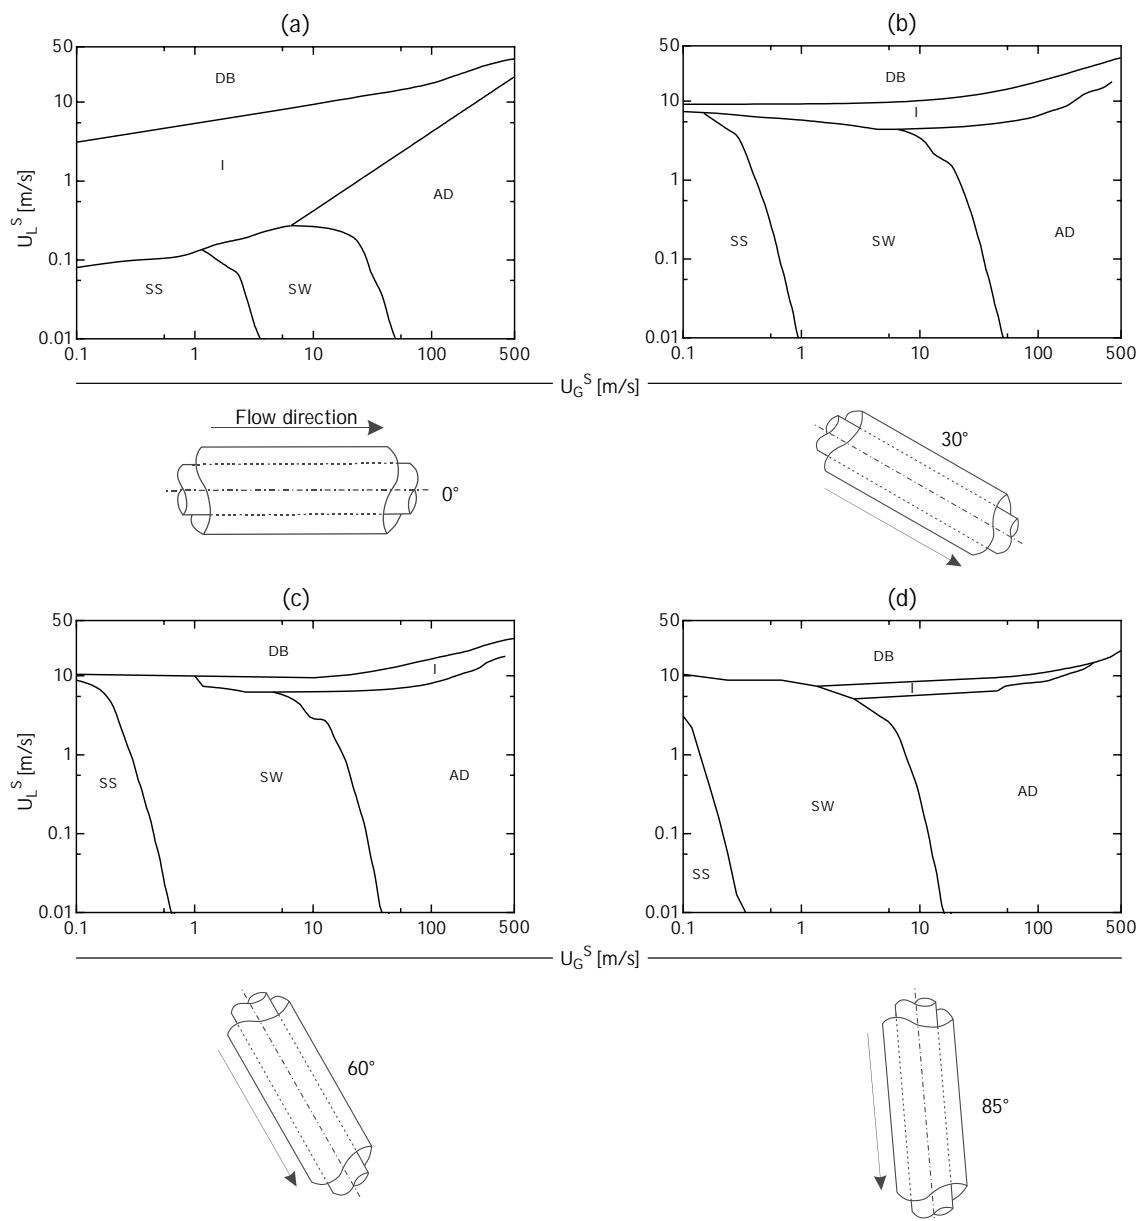 (a) (b)
50 50
DB DB
10 10
I
I
1 1
AD
U_L^S [m/s]
SS SW AD
0.1 0.1
SS SW
0.01 0.01
0.1 1 10 100 500 0.1 1 10 100 500
U_G^S [m/s]
Flow direction
0°
30°
(c) (d)
50 50
DB DB
I
10 10
I
1 1
SS SW AD
AD
SW
U_L^S [m/s]
0.1 0.1
SS
0.01 0.01
0.1 1 10 100 500 0.1 1 10 100 500
U_G^S [m/s]
60°
85°